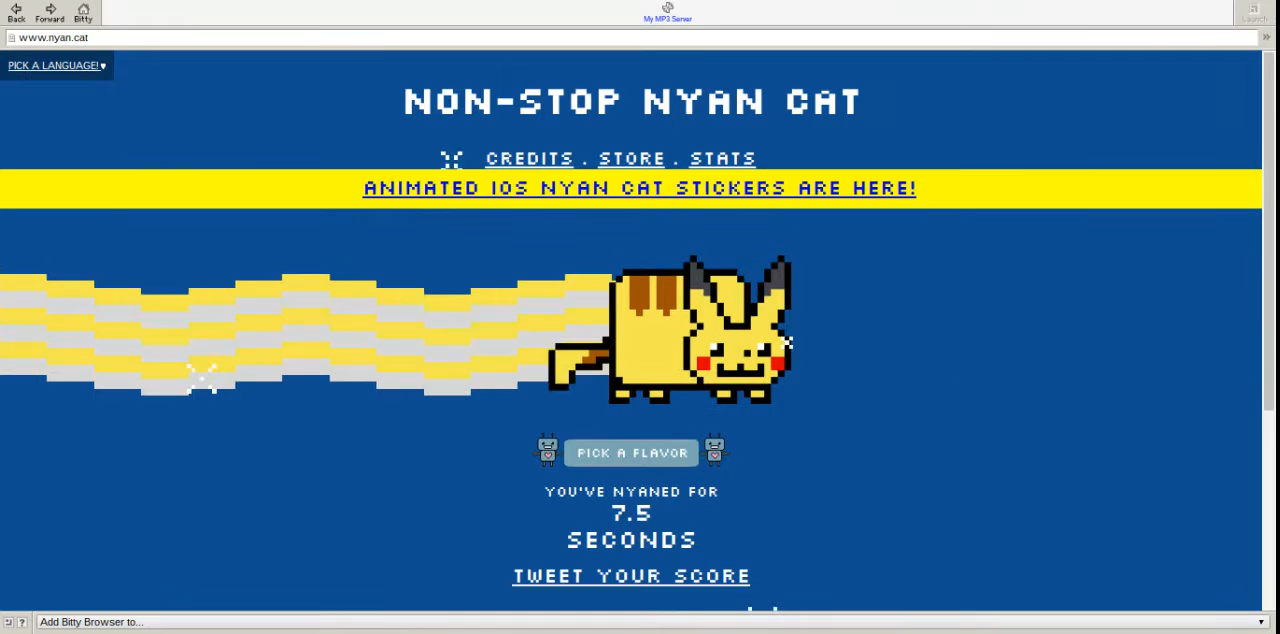 Back Forward Bitty My MP3 Server Launch
www.nyan.cat
PICK A LANGUAGE!
NON-STOP NYAN CAT
CREDITS . STORE . STATS
ANIMATED IOS NYAN CAT STICKERS ARE HERE!
PICK A FLAVOR
YOU'VE NYANED FOR
7.5
SECONDS
TWEET YOUR SCORE
? Add Bitty Browser to...